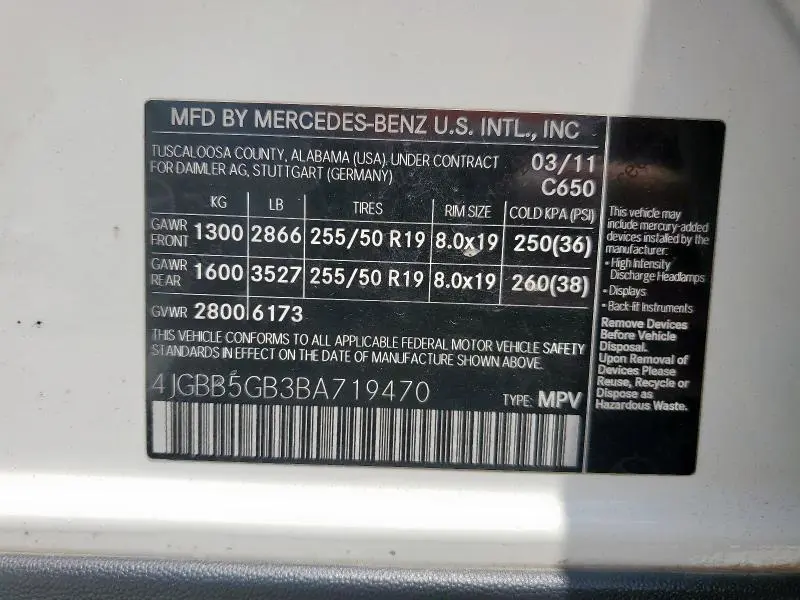 MFD BY MERCEDES-BENZ U.S. INTL., INC
TUSCALOOSA COUNTY, ALABAMA (USA). UNDER CONTRACT
FOR DAIMLER AG, STUTTGART (GERMANY)
03/11
C650
KG LB TIRES RIM SIZE COLD KPA (PSI)
GAWR FRONT 1300 2866 255/50 R19 8.0x19 250(36)
GAWR REAR 1600 3527 255/50 R19 8.0x19 260(38)
GVWR 2800 6173
THIS VEHICLE CONFORMS TO ALL APPLICABLE FEDERAL MOTOR VEHICLE SAFETY
STANDARDS IN EFFECT ON THE DATE OF MANUFACTURE SHOWN ABOVE.
4JGBB5GB3BA719470
TYPE: MPV
This vehicle may
include mercury-added
devices installed by the
manufacturer:
• High Intensity
Discharge Headlamps
• Displays
• Back-lit Instruments
Remove Devices
Before Vehicle
Disposal.
Upon Removal of
Devices Please
Reuse, Recycle or
Dispose as
Hazardous Waste.